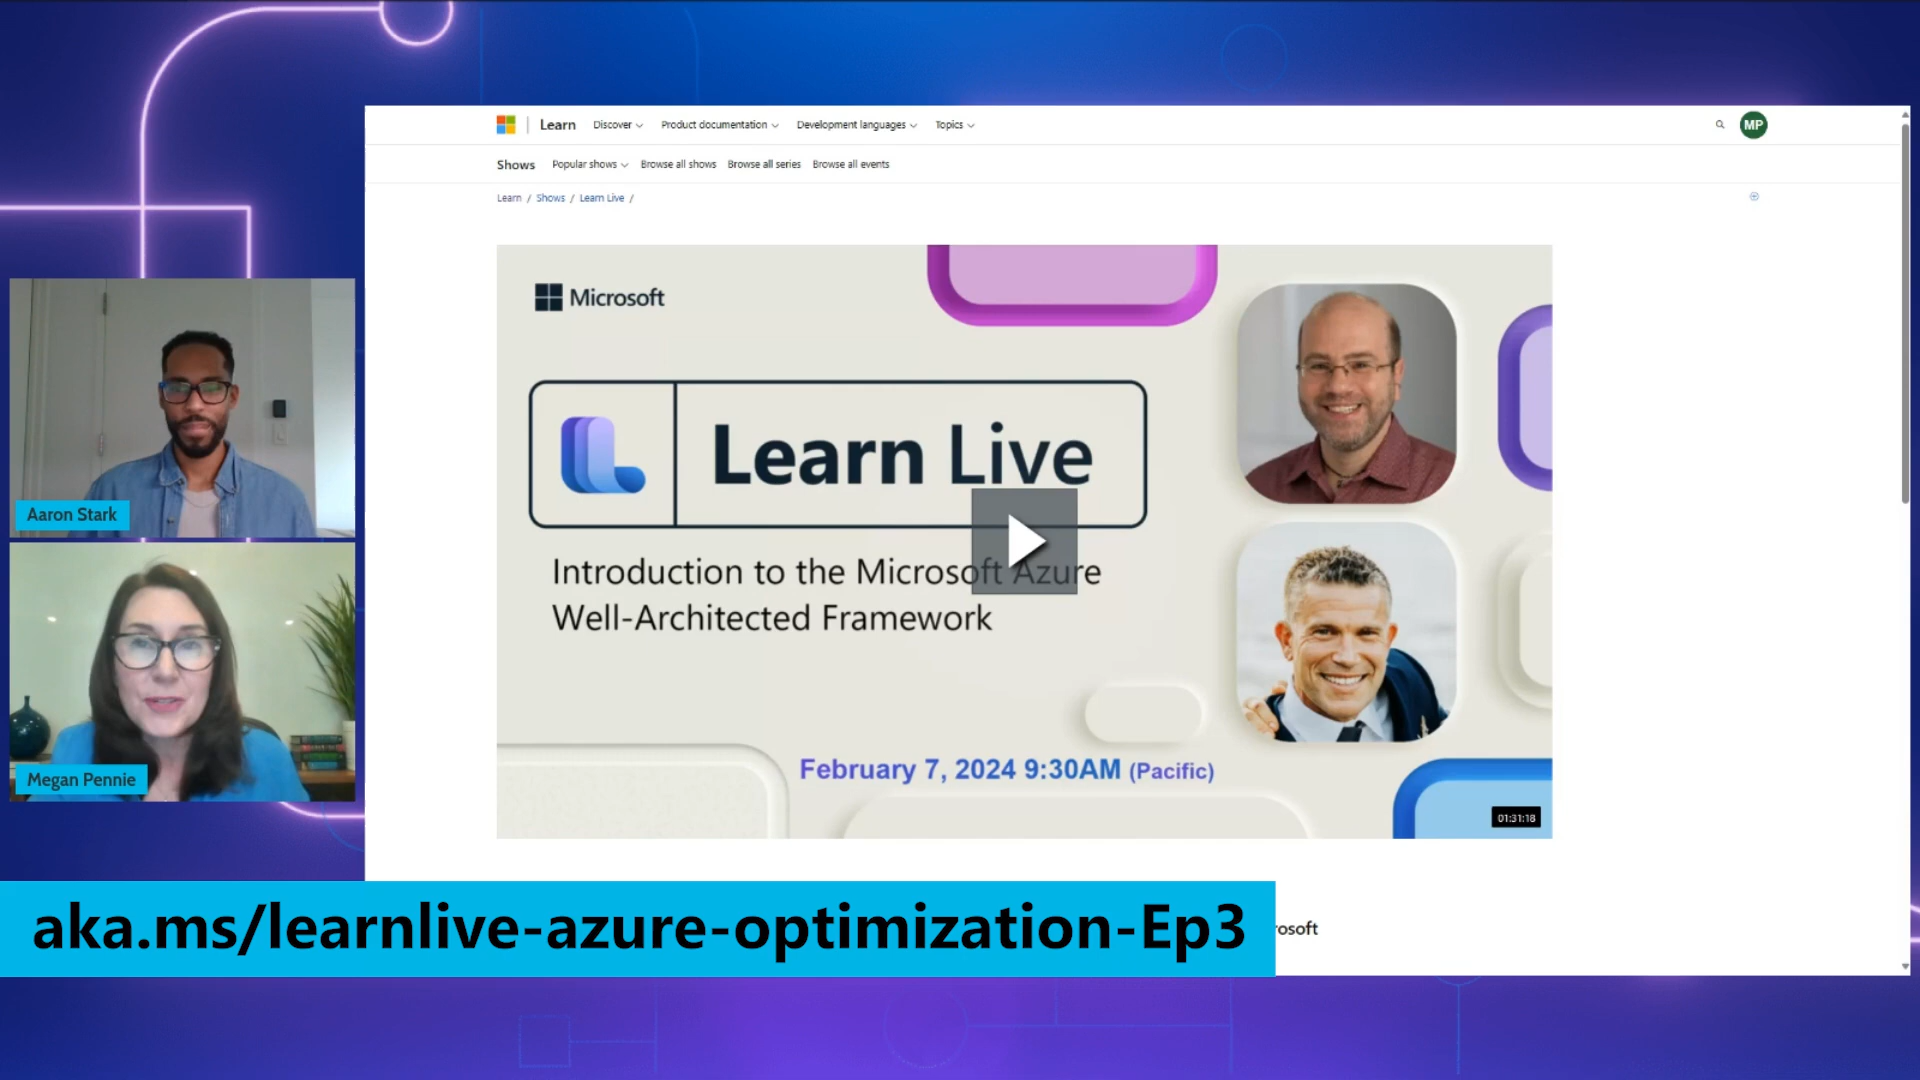 Learn
Discover
Product documentation
Development languages
Topics
MP
Shows
Popular shows
Browse all shows
Browse all series
Browse all events
Learn / Shows / Learn Live /
Microsoft
Learn Live
Introduction to the Microsoft Azure
Well-Architected Framework
February 7, 2024 9:30AM (Pacific)
01:31:18
Aaron Stark
Megan Pennie
aka.ms/learnlive-azure-optimization-Ep3
rosoft